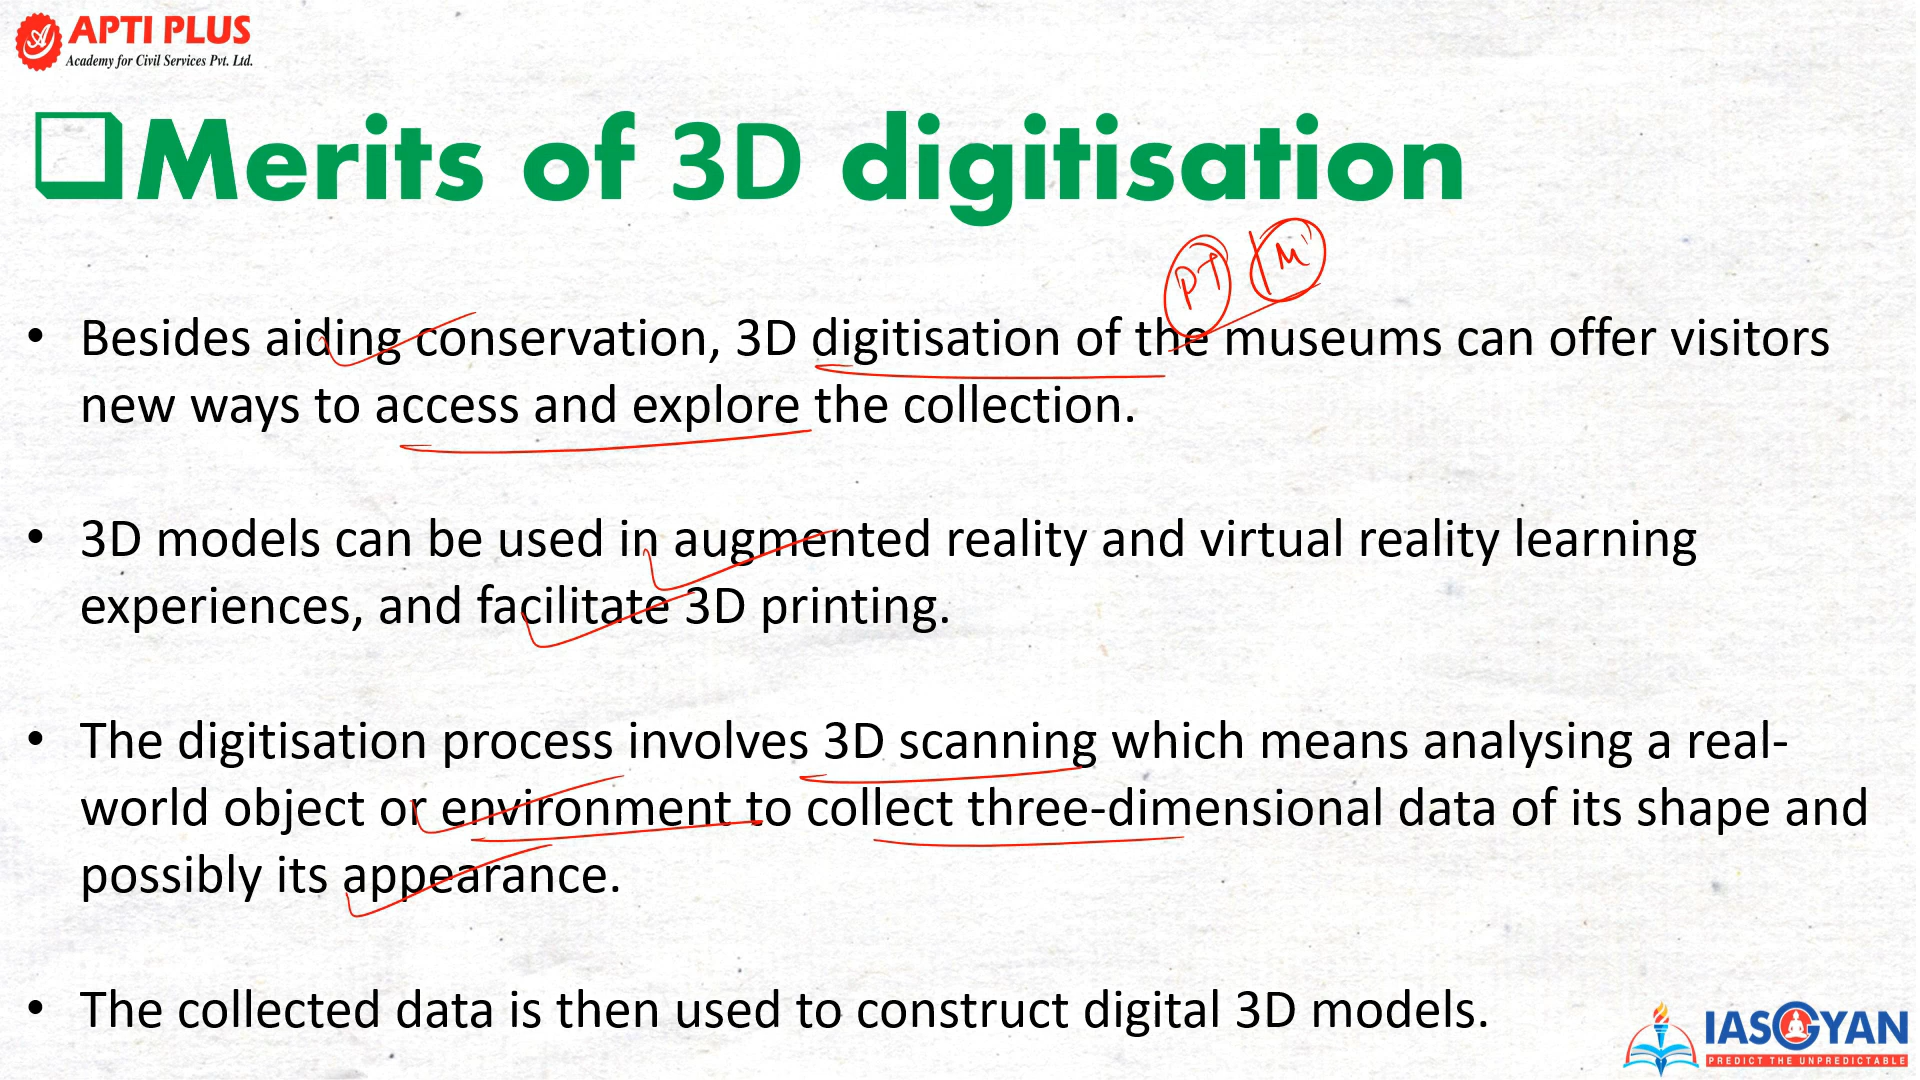 APTI PLUS
Academy for Civil Services Pvt. Ltd.
Merits of 3D digitisation
PT M
• Besides aiding conservation, 3D digitisation of the museums can offer visitors
new ways to access and explore the collection.
• 3D models can be used in augmented reality and virtual reality learning
experiences, and facilitate 3D printing.
• The digitisation process involves 3D scanning which means analysing a real-
world object or environment to collect three-dimensional data of its shape and
possibly its appearance.
• The collected data is then used to construct digital 3D models.
IASGYAN
PREDICT THE UNPREDICTABLE